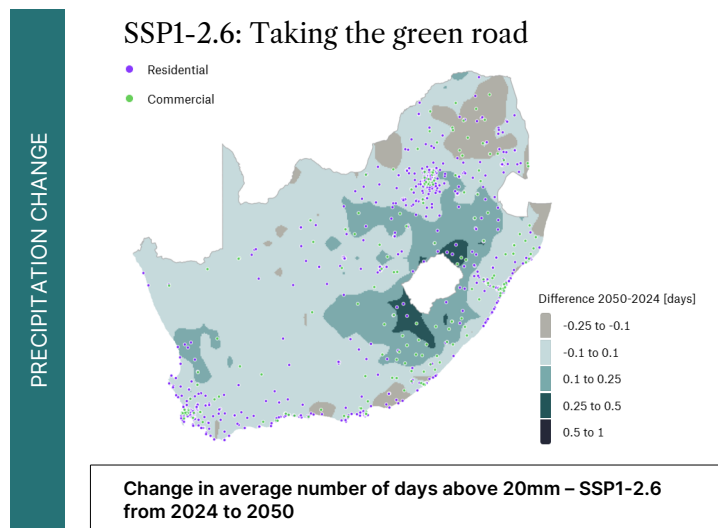 PRECIPITATION CHANGE
SSP1-2.6: Taking the green road
Residential
Commercial
Difference 2050-2024 [days]
-0.25 to -0.1
-0.1 to 0.1
0.1 to 0.25
0.25 to 0.5
0.5 to 1
Change in average number of days above 20mm – SSP1-2.6
from 2024 to 2050